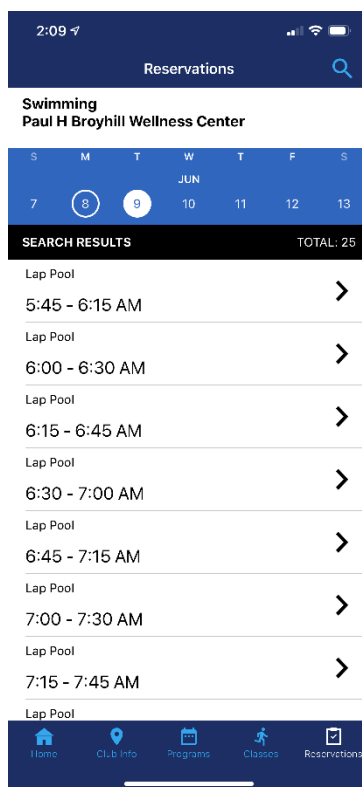 2:09
Reservations
Swimming
Paul H Broyhill Wellness Center
S M T W T F S
JUN
7 8 9 10 11 12 13
SEARCH RESULTS TOTAL: 25
Lap Pool
5:45 - 6:15 AM
Lap Pool
6:00 - 6:30 AM
Lap Pool
6:15 - 6:45 AM
Lap Pool
6:30 - 7:00 AM
Lap Pool
6:45 - 7:15 AM
Lap Pool
7:00 - 7:30 AM
Lap Pool
7:15 - 7:45 AM
Lap Pool
Home Club Info Programs Classes Reservations